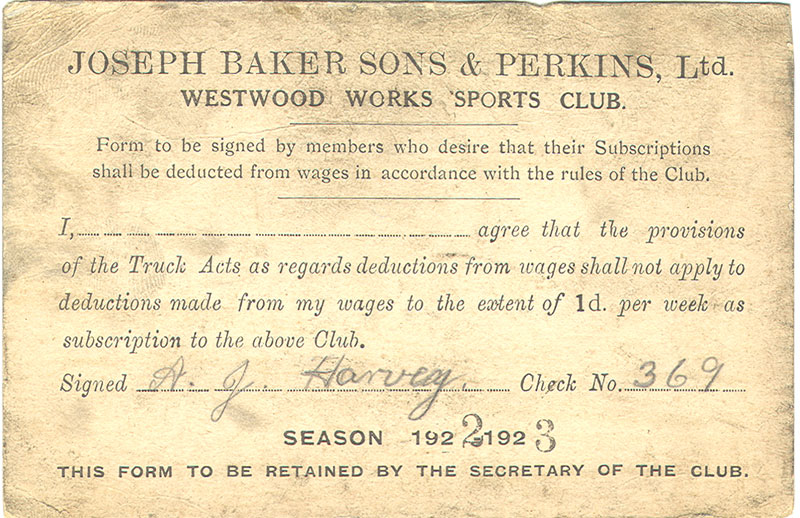 JOSEPH BAKER SONS & PERKINS, Ltd.
WESTWOOD WORKS SPORTS CLUB.
Form to be signed by members who desire that their Subscriptions
shall be deducted from wages in accordance with the rules of the Club.
I, ........................................ agree that the provisions
of the Truck Acts as regards deductions from wages shall not apply to
deductions made from my wages to the extent of 1d. per week as
subscription to the above Club.
Signed A. J. Harvey. Check No. 369
SEASON 1922-1923
THIS FORM TO BE RETAINED BY THE SECRETARY OF THE CLUB.